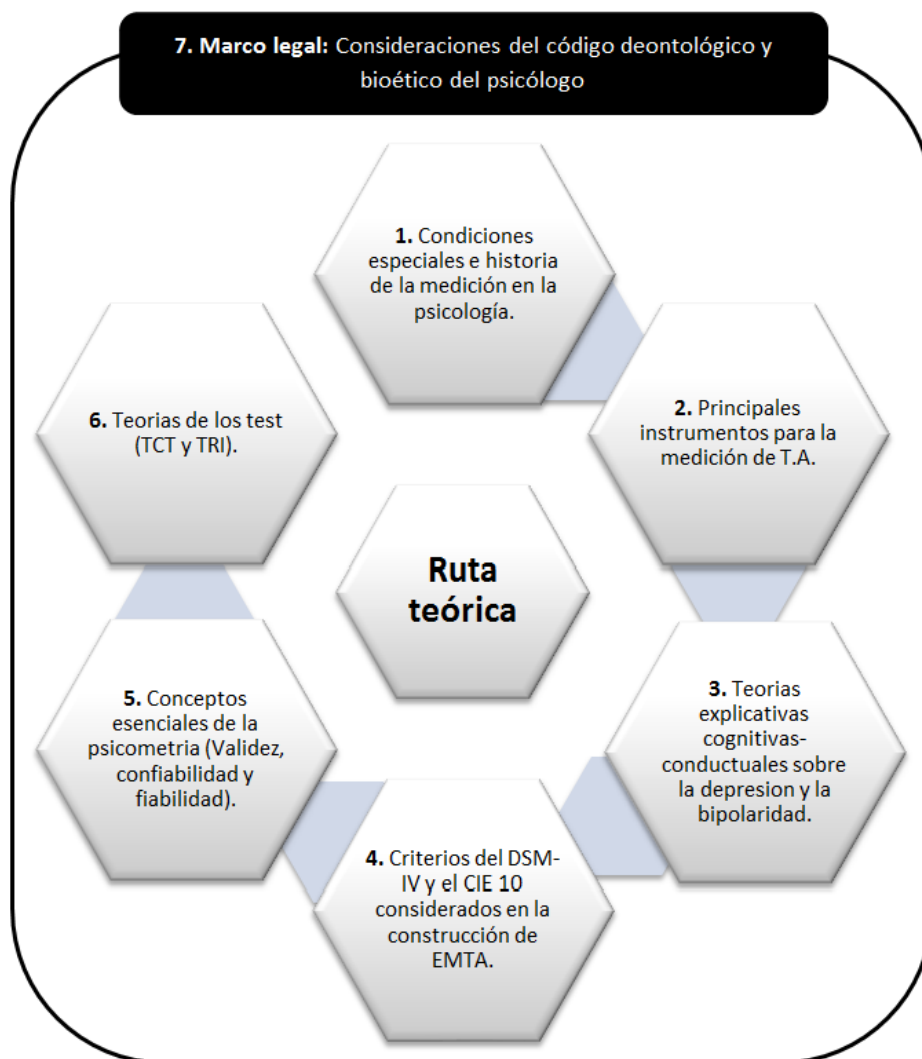 7. Marco legal: Consideraciones del código deontológico y
bioético del psicólogo
1. Condiciones
especiales e historia
de la medición en la
psicología.
2. Principales
instrumentos para la
medición de T.A.
3. Teorias
explicativas
cognitivas-
conductuales sobre
la depresion y la
bipolaridad.
4. Criterios del DSM-
IV y el CIE 10
considerados en la
construcción de
EMTA.
5. Conceptos
esenciales de la
psicometria (Validez,
confiabilidad y
fiabilidad).
6. Teorias de los test
(TCT y TRI).
Ruta
teórica